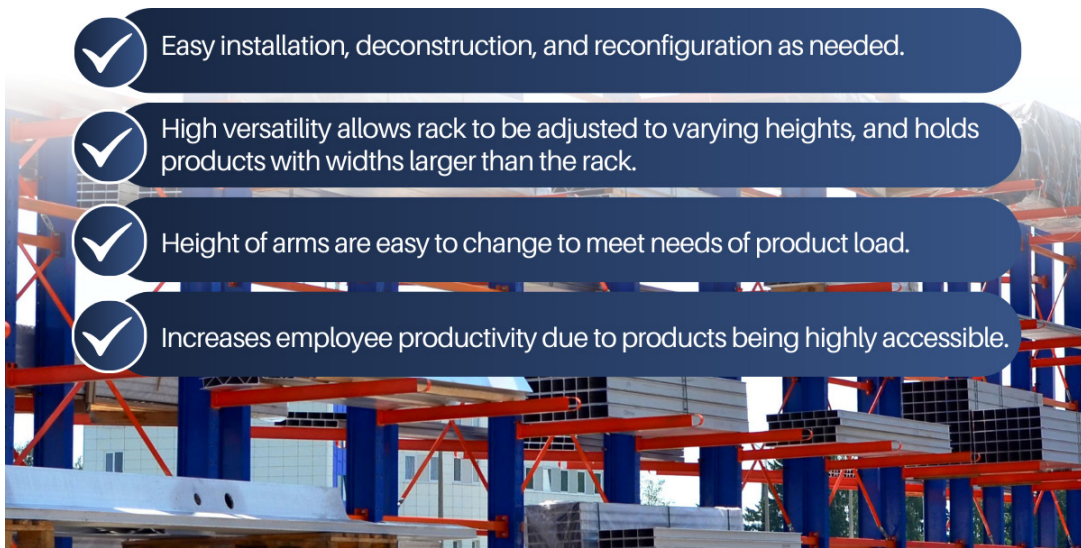 Easy installation, deconstruction, and reconfiguration as needed.
High versatility allows rack to be adjusted to varying heights, and holds
products with widths larger than the rack.
Height of arms are easy to change to meet needs of product load.
Increases employee productivity due to products being highly accessible.